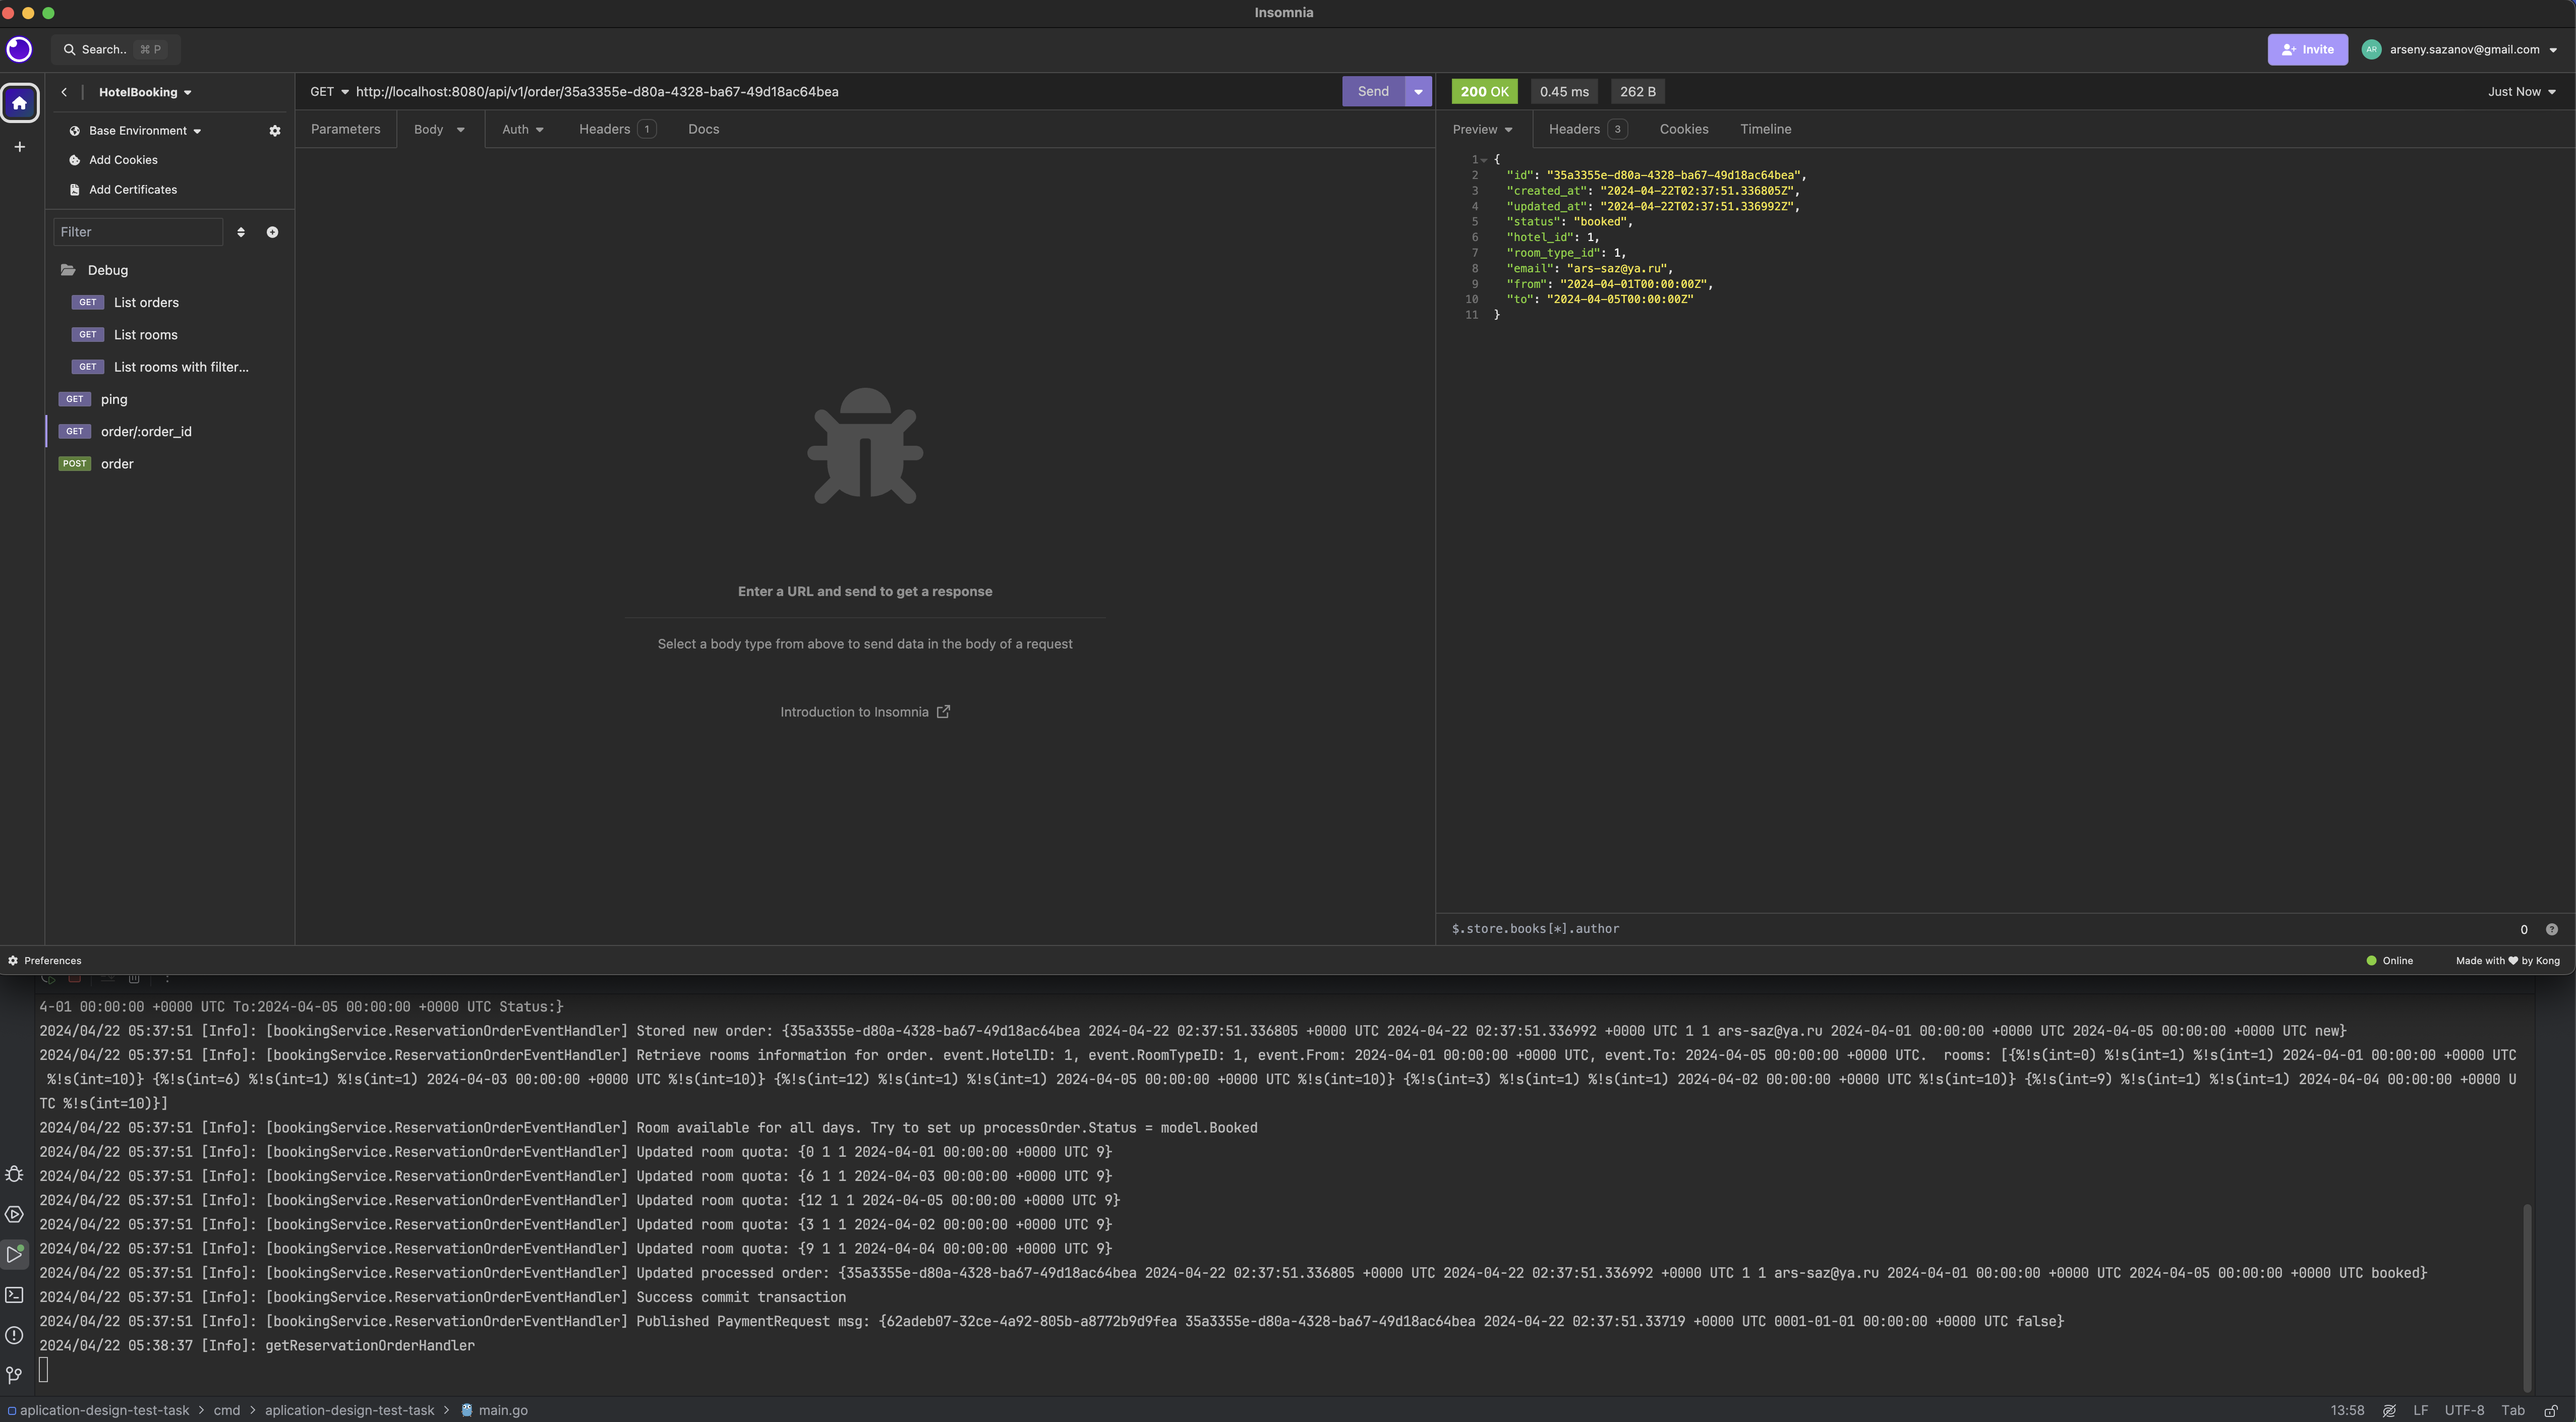 Insomnia
Search.. ⌘ P
Invite
AR
arseny.sazanov@gmail.com
HotelBooking
Base Environment
Add Cookies
Add Certificates
Filter
Debug
GET List orders
GET List rooms
GET List rooms with filter...
GET ping
GET order/:order_id
POST order
GET http://localhost:8080/api/v1/order/35a3355e-d80a-4328-ba67-49d18ac64bea
Send
Parameters Body Auth Headers 1 Docs
Enter a URL and send to get a response
Select a body type from above to send data in the body of a request
Introduction to Insomnia
200 OK 0.45 ms 262 B Just Now
Preview Headers 3 Cookies Timeline
1 {
2 "id": "35a3355e-d80a-4328-ba67-49d18ac64bea",
3 "created_at": "2024-04-22T02:37:51.336805Z",
4 "updated_at": "2024-04-22T02:37:51.336992Z",
5 "status": "booked",
6 "hotel_id": 1,
7 "room_type_id": 1,
8 "email": "ars-saz@ya.ru",
9 "from": "2024-04-01T00:00:00Z",
10 "to": "2024-04-05T00:00:00Z"
11 }
$.store.books[*].author 0 ?
Preferences
Online
Made with ♥ by Kong
4-01 00:00:00 +0000 UTC To:2024-04-05 00:00:00 +0000 UTC Status:}
2024/04/22 05:37:51 [Info]: [bookingService.ReservationOrderEventHandler] Stored new order: {35a3355e-d80a-4328-ba67-49d18ac64bea 2024-04-22 02:37:51.336805 +0000 UTC 2024-04-22 02:37:51.336992 +0000 UTC 1 1 ars-saz@ya.ru 2024-04-01 00:00:00 +0000 UTC 2024-04-05 00:00:00 +0000 UTC new}
2024/04/22 05:37:51 [Info]: [bookingService.ReservationOrderEventHandler] Retrieve rooms information for order. event.HotelID: 1, event.RoomTypeID: 1, event.From: 2024-04-01 00:00:00 +0000 UTC, event.To: 2024-04-05 00:00:00 +0000 UTC.  rooms: [{%!s(int=0) %!s(int=1) %!s(int=1) 2024-04-01 00:00:00 +0000 UTC
%!s(int=10)} {%!s(int=6) %!s(int=1) %!s(int=1) 2024-04-03 00:00:00 +0000 UTC %!s(int=10)} {%!s(int=12) %!s(int=1) %!s(int=1) 2024-04-05 00:00:00 +0000 UTC %!s(int=10)} {%!s(int=3) %!s(int=1) %!s(int=1) 2024-04-02 00:00:00 +0000 UTC %!s(int=10)} {%!s(int=9) %!s(int=1) %!s(int=1) 2024-04-04 00:00:00 +0000 U
TC %!s(int=10)}]
2024/04/22 05:37:51 [Info]: [bookingService.ReservationOrderEventHandler] Room available for all days. Try to set up processOrder.Status = model.Booked
2024/04/22 05:37:51 [Info]: [bookingService.ReservationOrderEventHandler] Updated room quota: {0 1 1 2024-04-01 00:00:00 +0000 UTC 9}
2024/04/22 05:37:51 [Info]: [bookingService.ReservationOrderEventHandler] Updated room quota: {6 1 1 2024-04-03 00:00:00 +0000 UTC 9}
2024/04/22 05:37:51 [Info]: [bookingService.ReservationOrderEventHandler] Updated room quota: {12 1 1 2024-04-05 00:00:00 +0000 UTC 9}
2024/04/22 05:37:51 [Info]: [bookingService.ReservationOrderEventHandler] Updated room quota: {3 1 1 2024-04-02 00:00:00 +0000 UTC 9}
2024/04/22 05:37:51 [Info]: [bookingService.ReservationOrderEventHandler] Updated room quota: {9 1 1 2024-04-04 00:00:00 +0000 UTC 9}
2024/04/22 05:37:51 [Info]: [bookingService.ReservationOrderEventHandler] Updated processed order: {35a3355e-d80a-4328-ba67-49d18ac64bea 2024-04-22 02:37:51.336805 +0000 UTC 2024-04-22 02:37:51.336992 +0000 UTC 1 1 ars-saz@ya.ru 2024-04-01 00:00:00 +0000 UTC 2024-04-05 00:00:00 +0000 UTC booked}
2024/04/22 05:37:51 [Info]: [bookingService.ReservationOrderEventHandler] Success commit transaction
2024/04/22 05:37:51 [Info]: [bookingService.ReservationOrderEventHandler] Published PaymentRequest msg: {62adeb07-32ce-4a92-805b-a8772b9d9fea 35a3355e-d80a-4328-ba67-49d18ac64bea 2024-04-22 02:37:51.33719 +0000 UTC 0001-01-01 00:00:00 +0000 UTC false}
2024/04/22 05:38:37 [Info]: getReservationOrderHandler
aplication-design-test-task > cmd > aplication-design-test-task > main.go
13:58 LF UTF-8 Tab